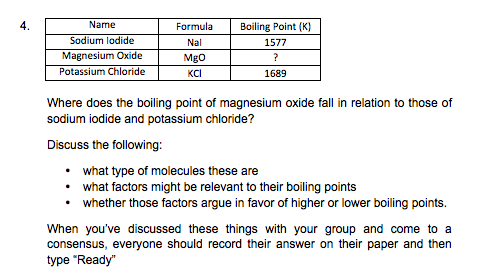 4.
Name Formula Boiling Point (K)
Sodium Iodide NaI 1577
Magnesium Oxide MgO ?
Potassium Chloride KCl 1689
Where does the boiling point of magnesium oxide fall in relation to those of
sodium iodide and potassium chloride?
Discuss the following:
• what type of molecules these are
• what factors might be relevant to their boiling points
• whether those factors argue in favor of higher or lower boiling points.
When you've discussed these things with your group and come to a
consensus, everyone should record their answer on their paper and then
type "Ready"